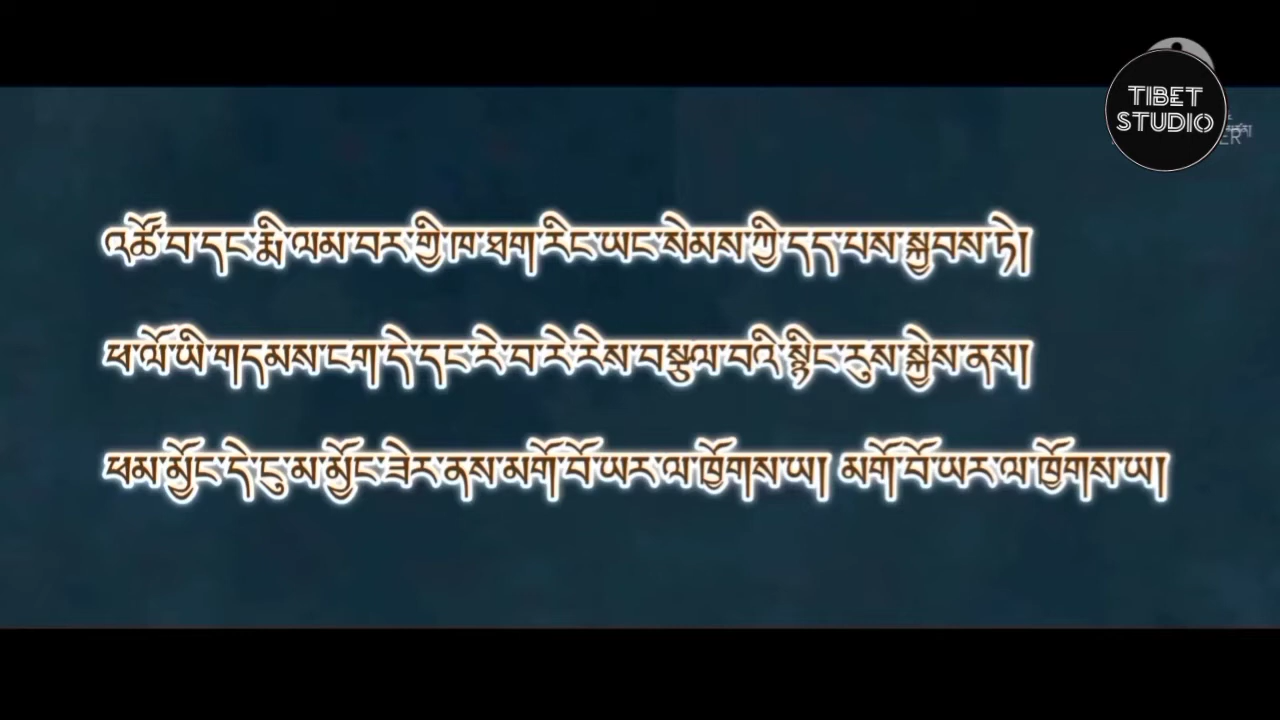 TIBET
STUDIO
འཚོ་བ་དང་རྨི་ལམ་བར་གྱི་ཁ་ཐག་རིང་ཡང་སེམས་ཀྱི་དད་པས་སྐྱབས་ཏེ།
ཕ་ལོ་ཡི་གདམས་ངག་དེ་དང་རེ་བ་རེ་རེས་བསྩལ་བའི་སྙིང་རུས་སྐྱེས་ནས།
ཕམ་མྱོང་དེ་དུ་མ་མྱོང་ཟེར་ནས་མགོ་བོ་ཡར་ལ་ཁྱོགས་ཡ། མགོ་བོ་ཡར་ལ་ཁྱོགས་ཡ།